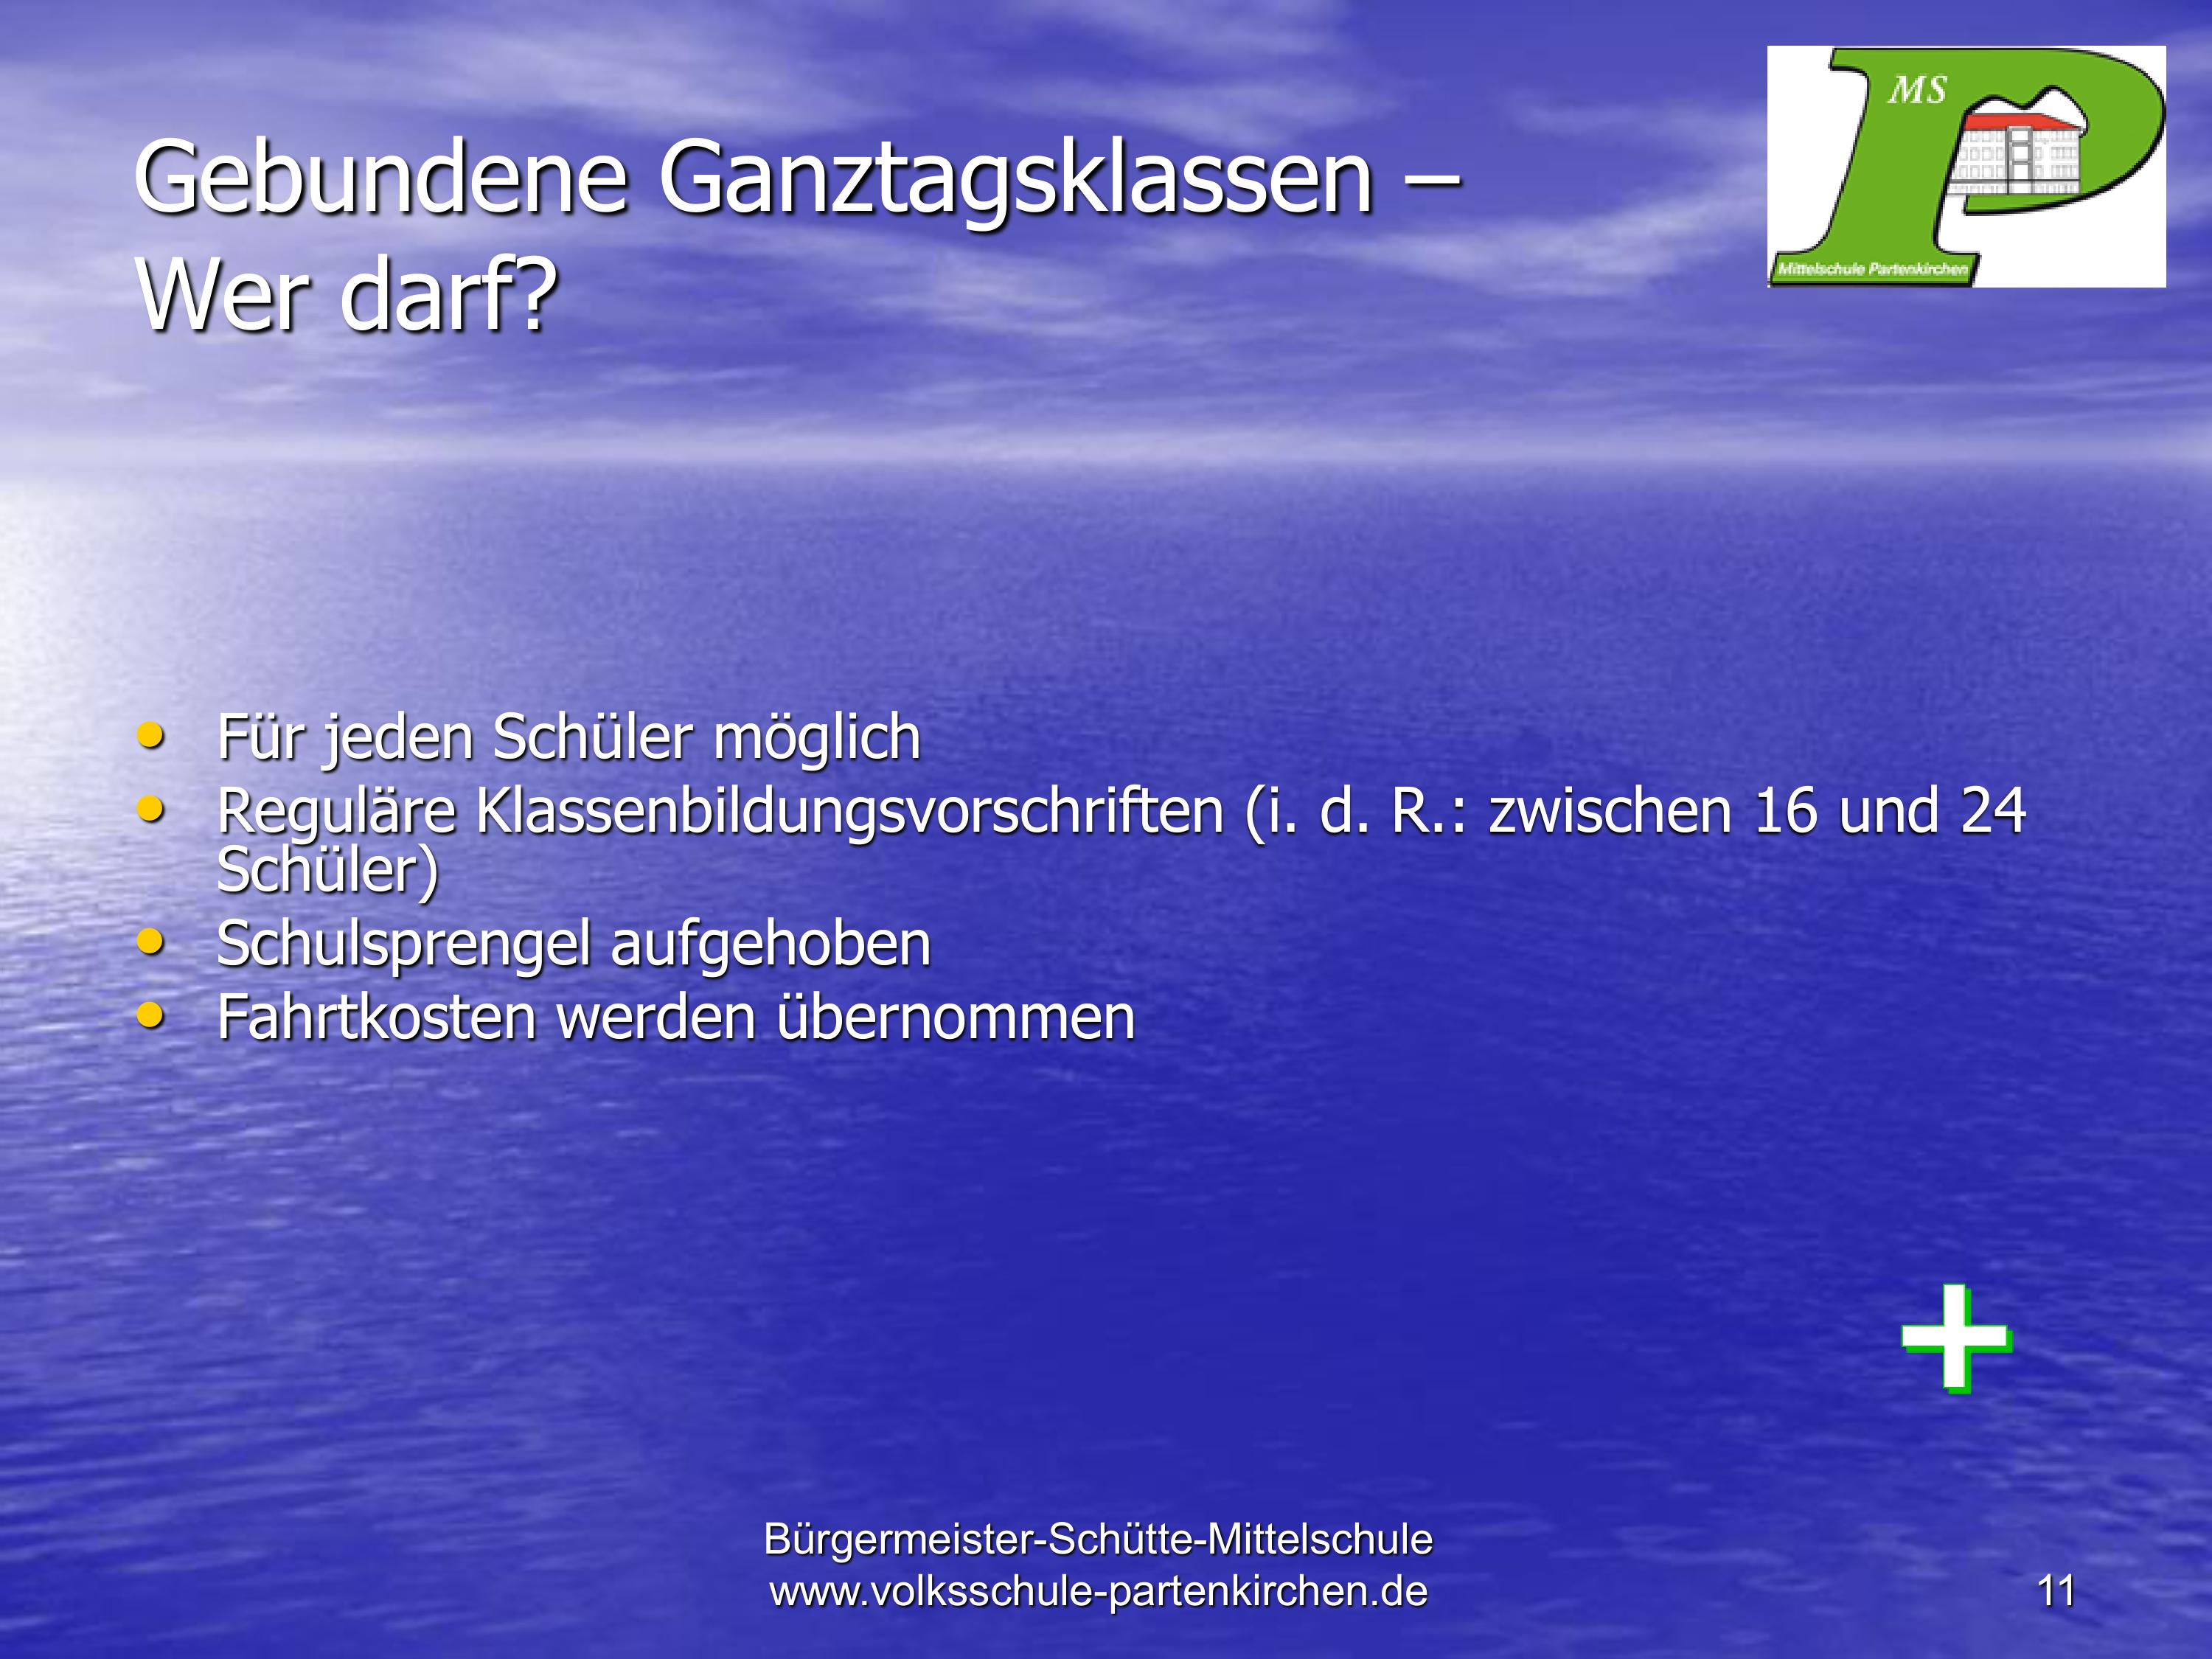 MS
Mittelschule Partenkirchen
Gebundene Ganztagsklassen –
Wer darf?
• Für jeden Schüler möglich
• Reguläre Klassenbildungsvorschriften (i. d. R.: zwischen 16 und 24
Schüler)
• Schulsprengel aufgehoben
• Fahrtkosten werden übernommen
+
Bürgermeister-Schütte-Mittelschule
www.volksschule-partenkirchen.de
11